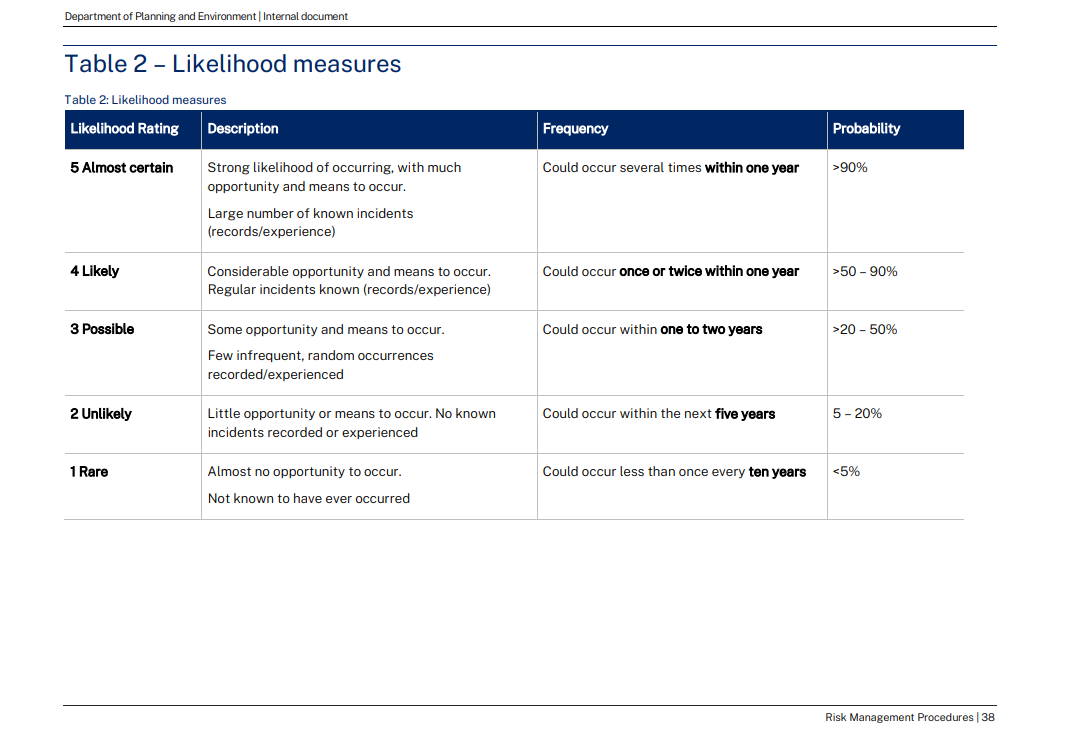 Department of Planning and Environment | Internal document
Table 2 – Likelihood measures
Table 2: Likelihood measures
Likelihood Rating Description Frequency Probability
5 Almost certain Strong likelihood of occurring, with much Could occur several times within one year >90%
opportunity and means to occur.
Large number of known incidents
(records/experience)
4 Likely Considerable opportunity and means to occur. Could occur once or twice within one year >50 – 90%
Regular incidents known (records/experience)
3 Possible Some opportunity and means to occur. Could occur within one to two years >20 – 50%
Few infrequent, random occurrences
recorded/experienced
2 Unlikely Little opportunity or means to occur. No known Could occur within the next five years 5 – 20%
incidents recorded or experienced
1 Rare Almost no opportunity to occur. Could occur less than once every ten years <5%
Not known to have ever occurred
Risk Management Procedures | 38